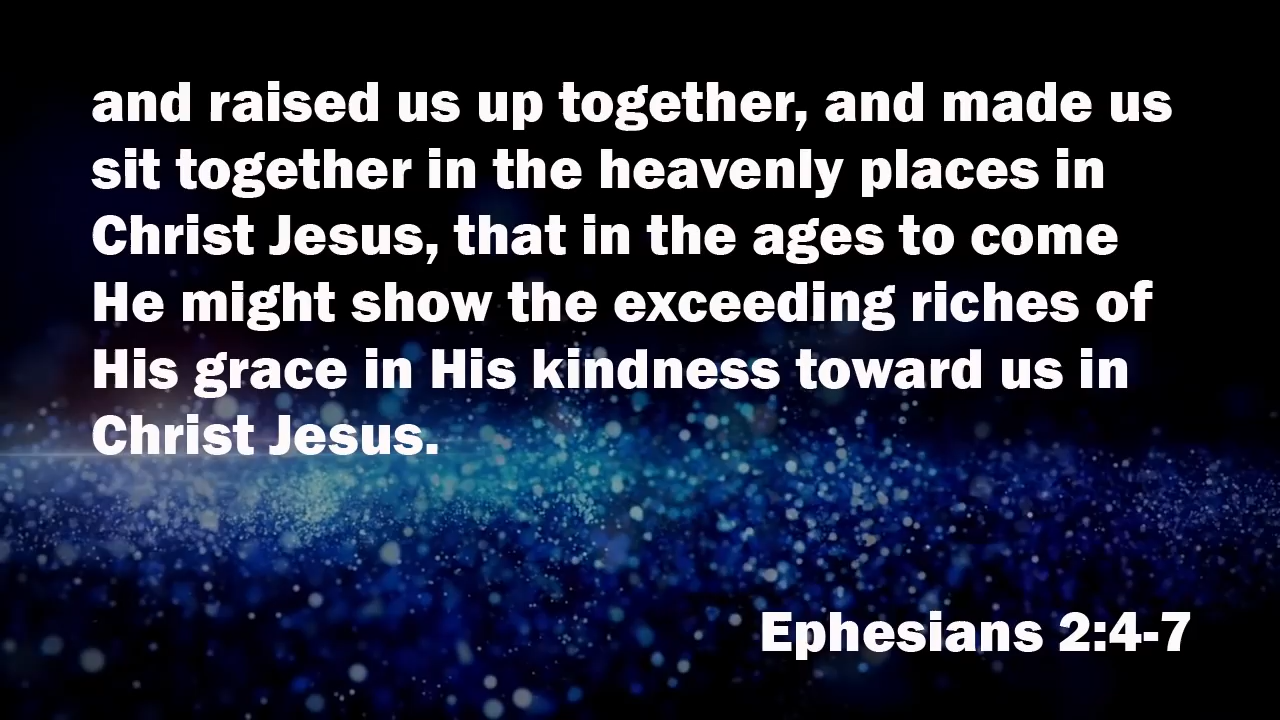 and raised us up together, and made us
sit together in the heavenly places in
Christ Jesus, that in the ages to come
He might show the exceeding riches of
His grace in His kindness toward us in
Christ Jesus.
Ephesians 2:4-7